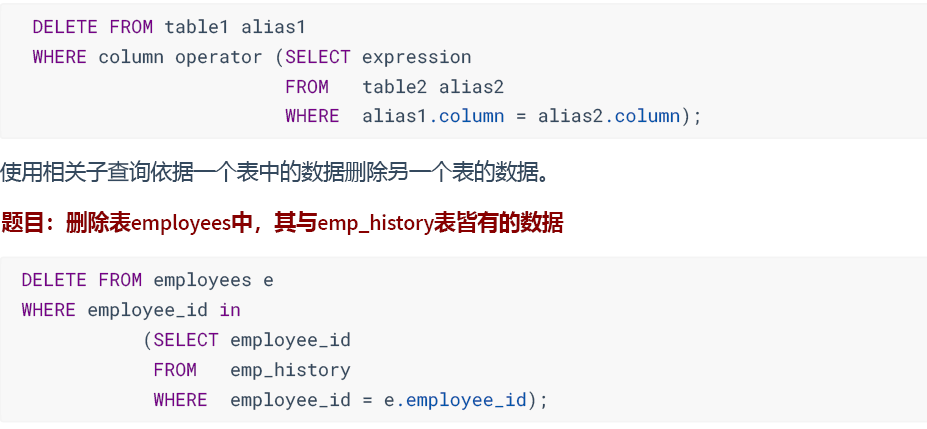 DELETE FROM table1 alias1
WHERE column operator (SELECT expression
FROM table2 alias2
WHERE alias1.column = alias2.column);
使用相关子查询依据一个表中的数据删除另一个表的数据。
题目：删除表employees中，其与emp_history表皆有的数据
DELETE FROM employees e
WHERE employee_id in
(SELECT employee_id
FROM emp_history
WHERE employee_id = e.employee_id);